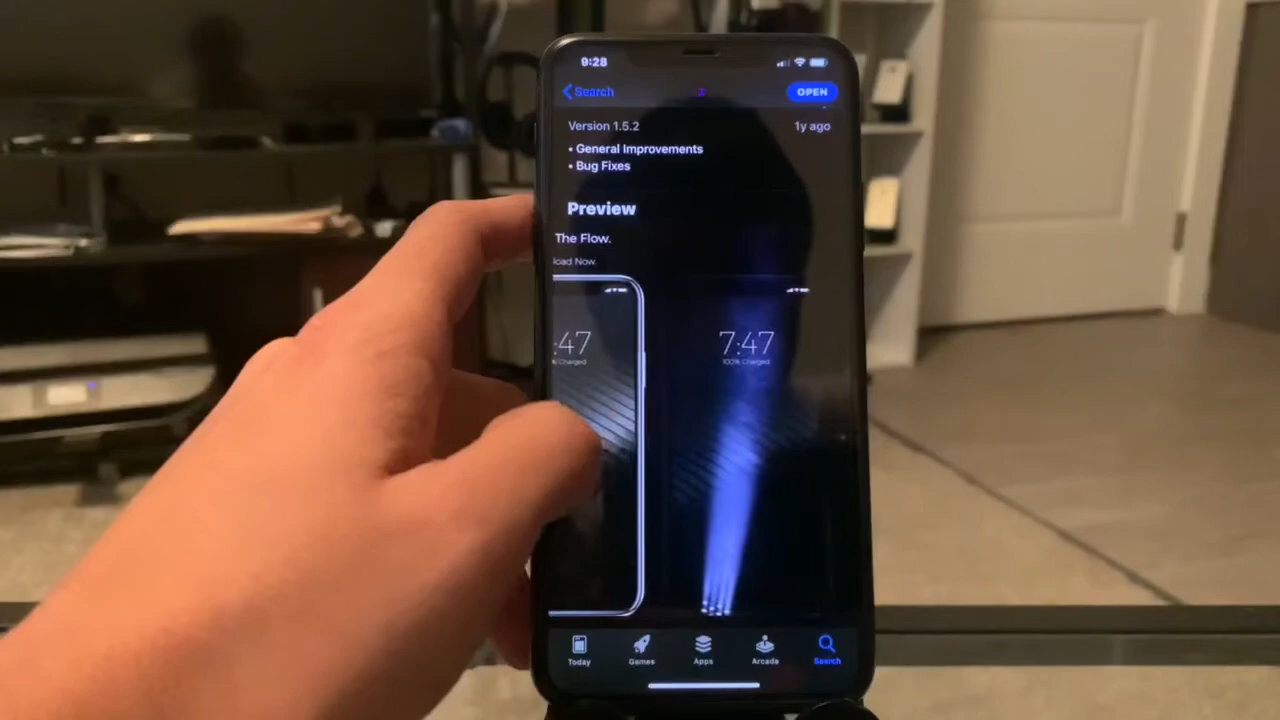 9:28
Search
OPEN
Version 1.5.2
1y ago
• General Improvements
• Bug Fixes
Preview
The Flow.
load Now.
:47
% Charged
7:47
100% Charged
Today
Games
Apps
Arcade
Search